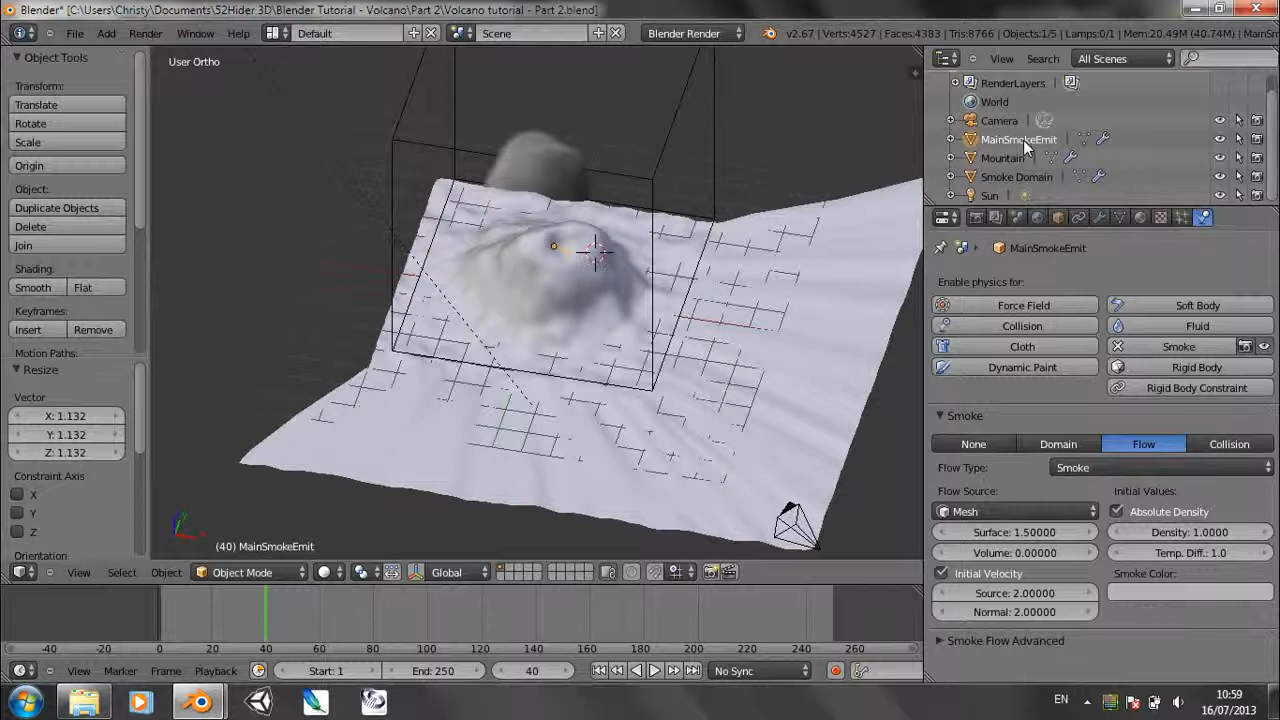 Blender* [C:\Users\Christy\Documents\52Hider 3D\Blender Tutorial - Volcano\Part 2\Volcano tutorial - Part 2.blend]
File Add Render Window Help Default Scene Blender Render v2.67 | Verts:4527 | Faces:4383 | Tris:8766 | Objects:1/5 | Lamps:0/1 | Mem:20.49M (40.74M) | MainSm
Object Tools
Transform:
Translate
Rotate
Scale
Origin
Object:
Duplicate Objects
Delete
Join
Shading:
Smooth Flat
Keyframes:
Insert Remove
Motion Paths:
Resize
Vector
X: 1.132
Y: 1.132
Z: 1.132
Constraint Axis
X
Y
Z
Orientation
User Ortho
(40) MainSmokeEmit
View Select Object Object Mode Global
View Search All Scenes
RenderLayers
World
Camera
MainSmokeEmit
Mountain
Smoke Domain
Sun
MainSmokeEmit
Enable physics for:
Force Field Soft Body
Collision Fluid
Cloth Smoke
Dynamic Paint Rigid Body
Rigid Body Constraint
Smoke
None Domain Flow Collision
Flow Type: Smoke
Flow Source: Initial Values:
Mesh Absolute Density
Surface: 1.50000 Density: 1.0000
Volume: 0.00000 Temp. Diff.: 1.0
Initial Velocity Smoke Color:
Source: 2.00000
Normal: 2.00000
Smoke Flow Advanced
-40 -20 0 20 40 60 80 100 120 140 160 180 200 220 240 260
View Marker Frame Playback Start: 1 End: 250 40 No Sync
EN 10:59
16/07/2013